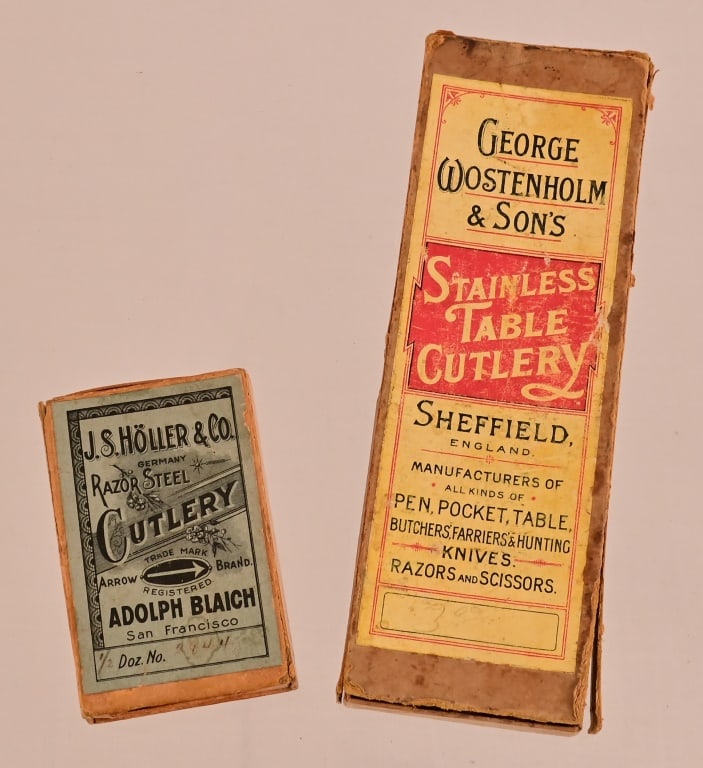 J.S. HÖLLER & CO.
GERMANY
RAZOR STEEL
CUTLERY
TRADE MARK
ARROW BRAND.
REGISTERED
ADOLPH BLAICH
San Francisco
1/2 Doz. No.
GEORGE
WOSTENHOLM
& SON'S
STAINLESS
TABLE
CUTLERY
SHEFFIELD,
ENGLAND.
MANUFACTURERS OF
ALL KINDS OF
PEN, POCKET, TABLE,
BUTCHERS', FARRIERS' & HUNTING
KNIVES.
RAZORS AND SCISSORS.